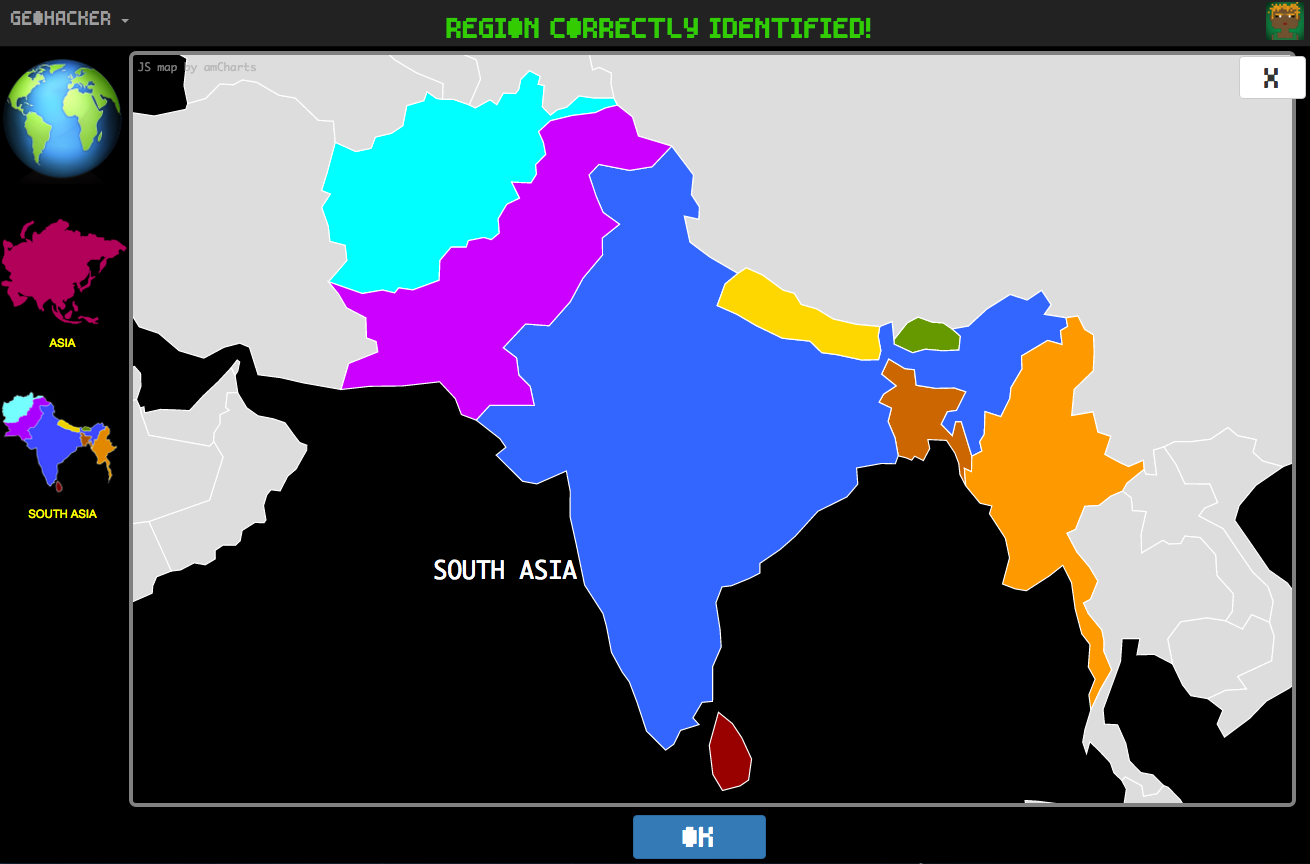 GEOHACKER
REGION CORRECTLY IDENTIFIED!
JS map by amCharts
X
ASIA
SOUTH ASIA
SOUTH ASIA
OK